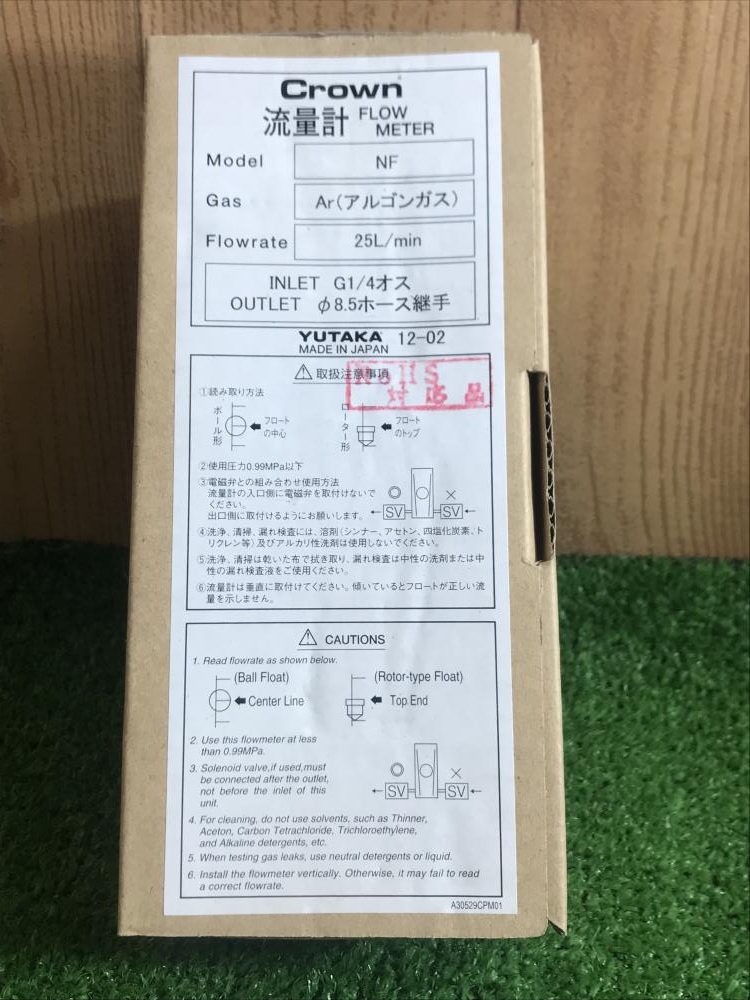 Crown
流量計 FLOW METER
Model NF
Gas Ar(アルゴンガス)
Flowrate 25L/min
INLET G1/4オス
OUTLET φ8.5ホース継手
YUTAKA 12-02
MADE IN JAPAN
⚠ 取扱注意事項
RoHS
対応品
①読み取り方法
ボール形
フロートの中心
ローター形
フロートのトップ
②使用圧力0.99MPa以下
③電磁弁との組み合わせ使用方法
流量計の入口側に電磁弁を取付けないで
ください。
出口側に取付けるようにお願いします。
○ ×
SV SV
④洗浄、清掃、漏れ検査には、溶剤(シンナー、アセトン、四塩化炭素、ト
リクレン等)及びアルカリ性洗剤は使用しないでください。
⑤洗浄、清掃は乾いた布で拭き取り、漏れ検査は中性の洗剤または中
性の漏れ検査液をご使用ください。
⑥流量計は垂直に取付けてください。傾いているとフロートが正しい流
量を示しません。
⚠ CAUTIONS
1. Read flowrate as shown below.
(Ball Float) (Rotor-type Float)
Center Line Top End
2. Use this flowmeter at less
than 0.99MPa.
3. Solenoid valve,if used,must
be connected after the outlet,
not before the inlet of this
unit.
○ ×
SV SV
4. For cleaning, do not use solvents, such as Thinner,
Aceton, Carbon Tetrachloride, Trichloroethylene,
and Alkaline detergents, etc.
5. When testing gas leaks, use neutral detergents or liquid.
6. Install the flowmeter vertically. Otherwise, it may fail to read
a correct flowrate.
A30529CPM01